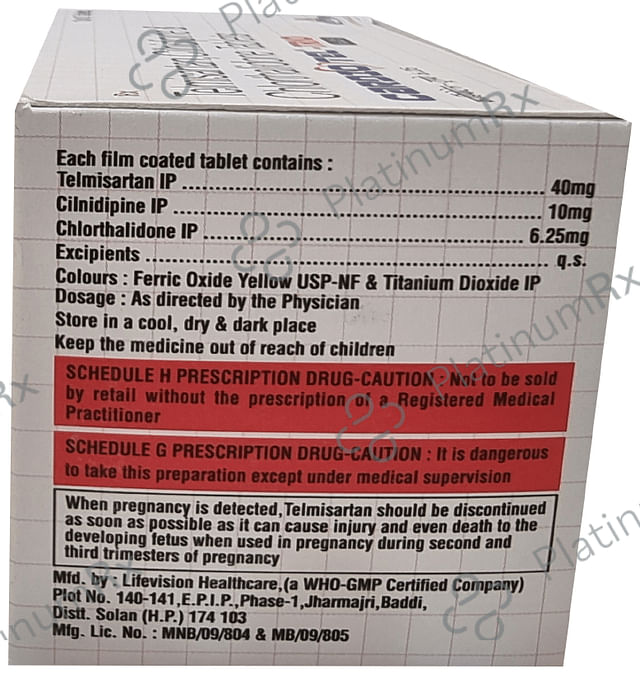 Each film coated tablet contains :
Telmisartan IP ........................................................ 40mg
Cilnidipine IP ........................................................ 10mg
Chlorthalidone IP ................................................ 6.25mg
Excipients ............................................................ q.s.
Colours : Ferric Oxide Yellow USP-NF & Titanium Dioxide IP
Dosage : As directed by the Physician
Store in a cool, dry & dark place
Keep the medicine out of reach of children
SCHEDULE H PRESCRIPTION DRUG-CAUTION : Not to be sold
by retail without the prescription of a Registered Medical
Practitioner
SCHEDULE G PRESCRIPTION DRUG-CAUTION : It is dangerous
to take this preparation except under medical supervision
When pregnancy is detected, Telmisartan should be discontinued
as soon as possible as it can cause injury and even death to the
developing fetus when used in pregnancy during second and
third trimesters of pregnancy
Mfd. by : Lifevision Healthcare, (a WHO-GMP Certified Company)
Plot No. 140-141, E.P.I.P., Phase-1, Jharmajri, Baddi,
Distt. Solan (H.P.) 174 103
Mfg. Lic. No. : MNB/09/804 & MB/09/805
PlatinumRx
PlatinumRx
PlatinumRx